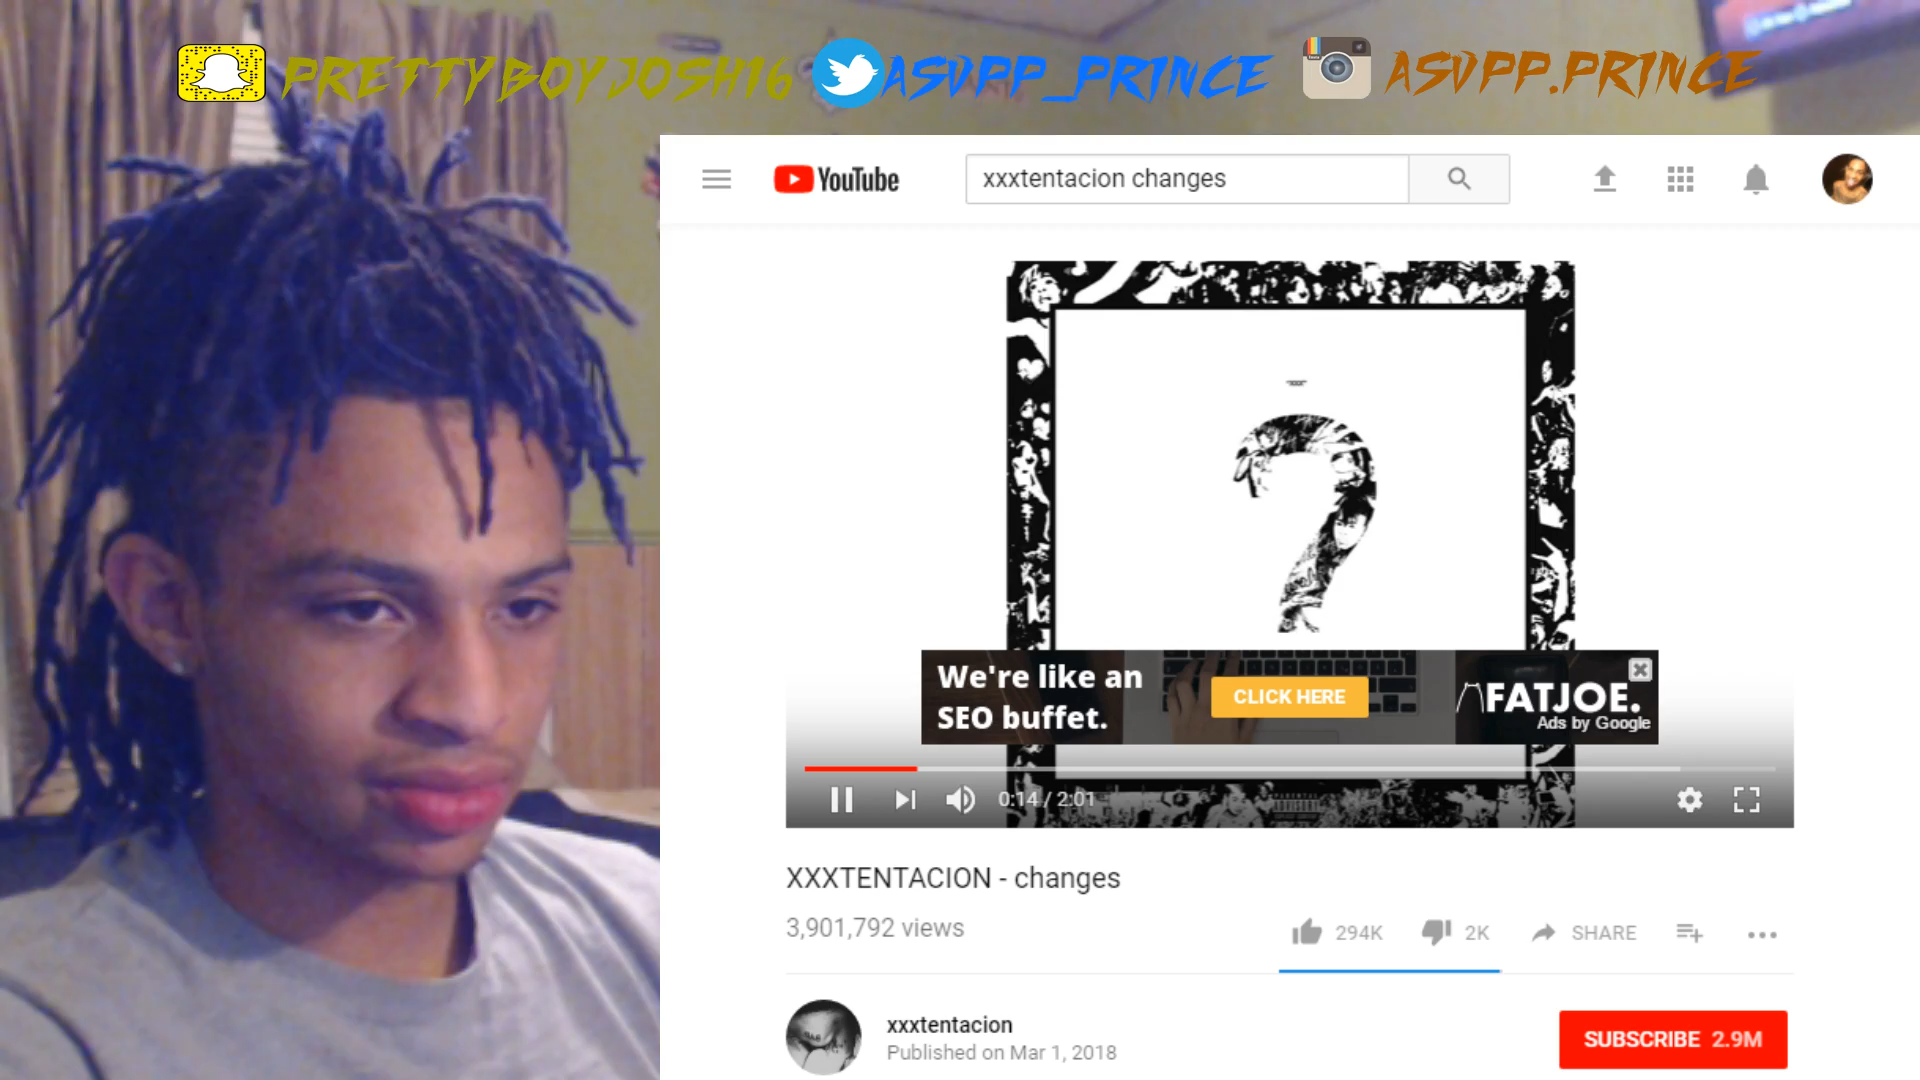 PRETTYBOYJOSH16
ASVPP_PR1NCE
ASVPP.PR1NCE
YouTube
xxxtentacion changes
We're like an
SEO buffet.
CLICK HERE
FATJOE.
Ads by Google
0:14 / 2:01
XXXTENTACION - changes
3,901,792 views
294K
2K
SHARE
xxxtentacion
Published on Mar 1, 2018
SUBSCRIBE 2.9M